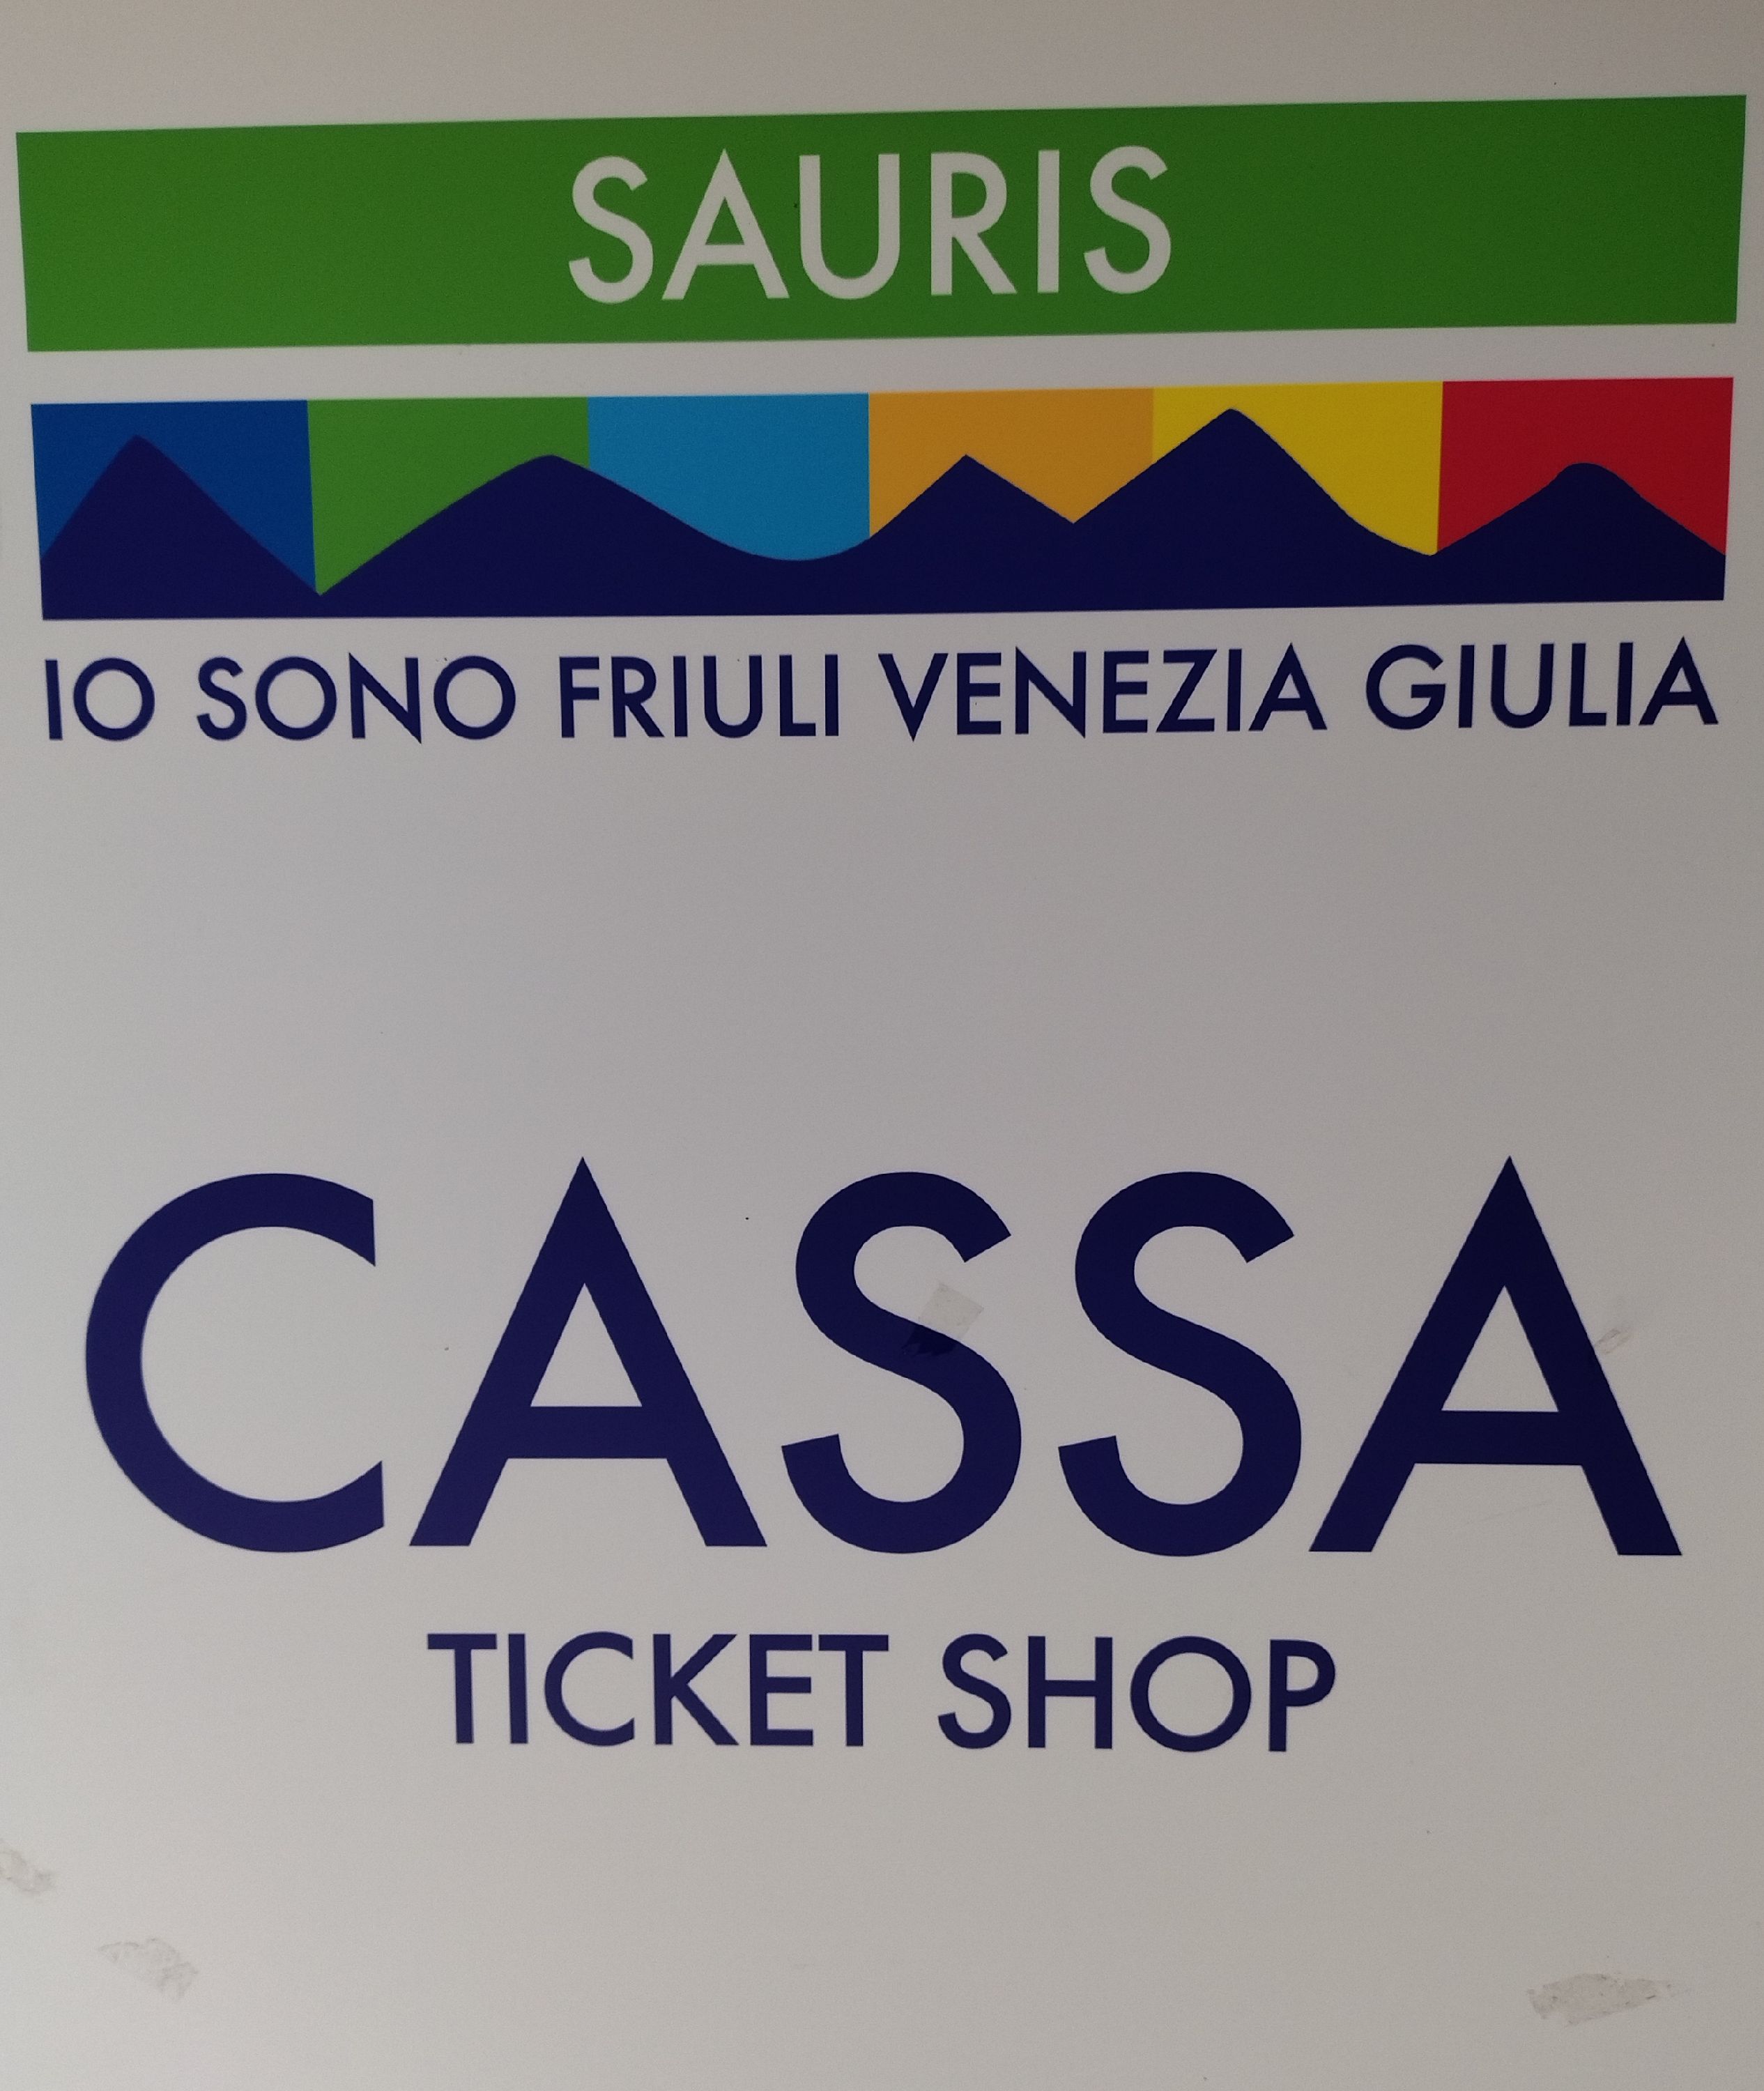 SAURIS
IO SONO FRIULI VENEZIA GIULIA
CASSA
TICKET SHOP